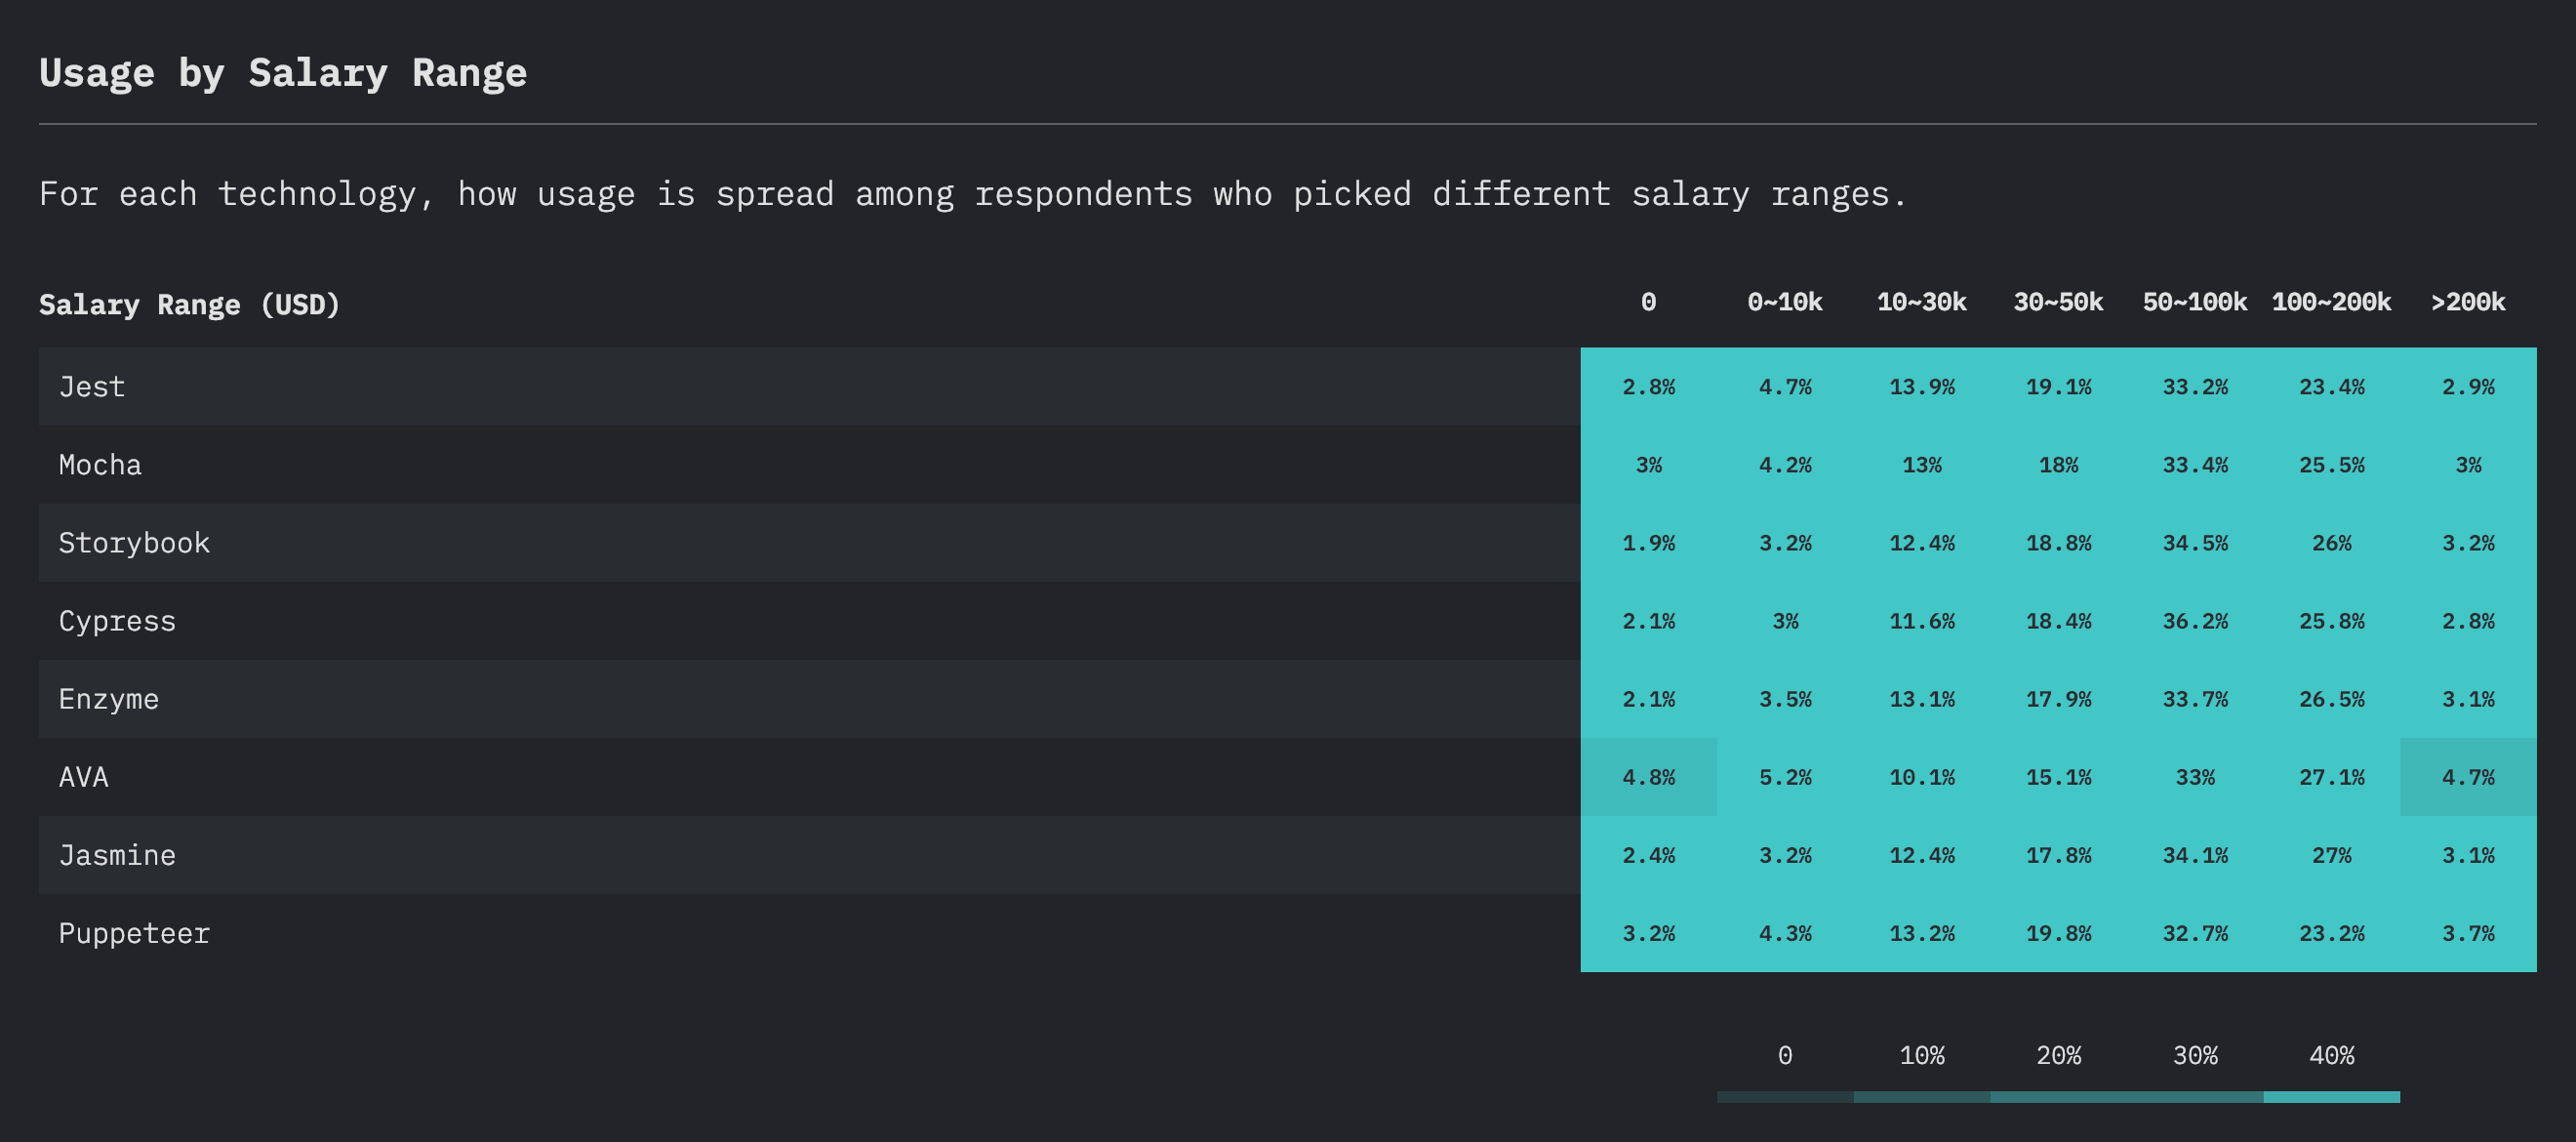 Usage by Salary Range
For each technology, how usage is spread among respondents who picked different salary ranges.
Salary Range (USD) 0 0~10k 10~30k 30~50k 50~100k 100~200k >200k
Jest 2.8% 4.7% 13.9% 19.1% 33.2% 23.4% 2.9%
Mocha 3% 4.2% 13% 18% 33.4% 25.5% 3%
Storybook 1.9% 3.2% 12.4% 18.8% 34.5% 26% 3.2%
Cypress 2.1% 3% 11.6% 18.4% 36.2% 25.8% 2.8%
Enzyme 2.1% 3.5% 13.1% 17.9% 33.7% 26.5% 3.1%
AVA 4.8% 5.2% 10.1% 15.1% 33% 27.1% 4.7%
Jasmine 2.4% 3.2% 12.4% 17.8% 34.1% 27% 3.1%
Puppeteer 3.2% 4.3% 13.2% 19.8% 32.7% 23.2% 3.7%
0 10% 20% 30% 40%